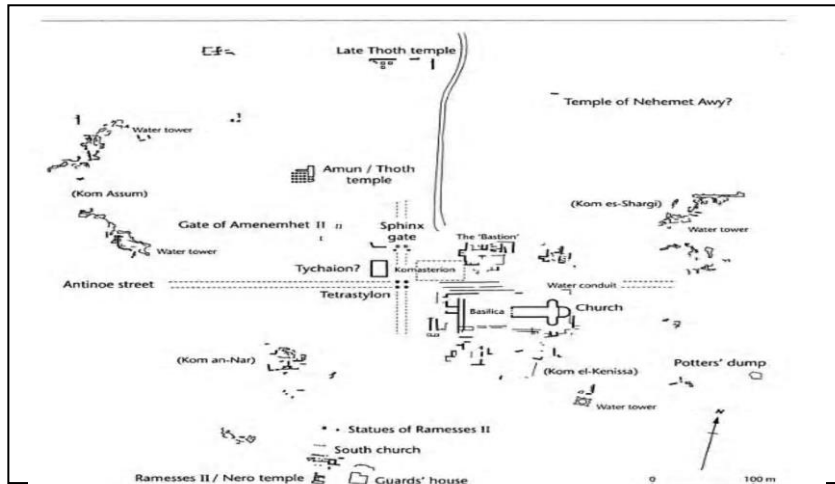 Late Thoth temple
Temple of Nehemet Awy?
Water tower
Amun / Thoth
temple
(Kom Assum)
(Kom es-Shargi)
Gate of Amenemhet II
Sphinx
gate
Water tower
The 'Bastion'
Water tower
Tychaion?
Komasterion
Antinoe street
Water conduit
Tetrastylon
Basilica
Church
(Kom an-Nar)
(Kom el-Kenissa)
Potters' dump
Water tower
Statues of Ramesses II
N
South church
Ramesses II / Nero temple
Guards' house
0 100 m